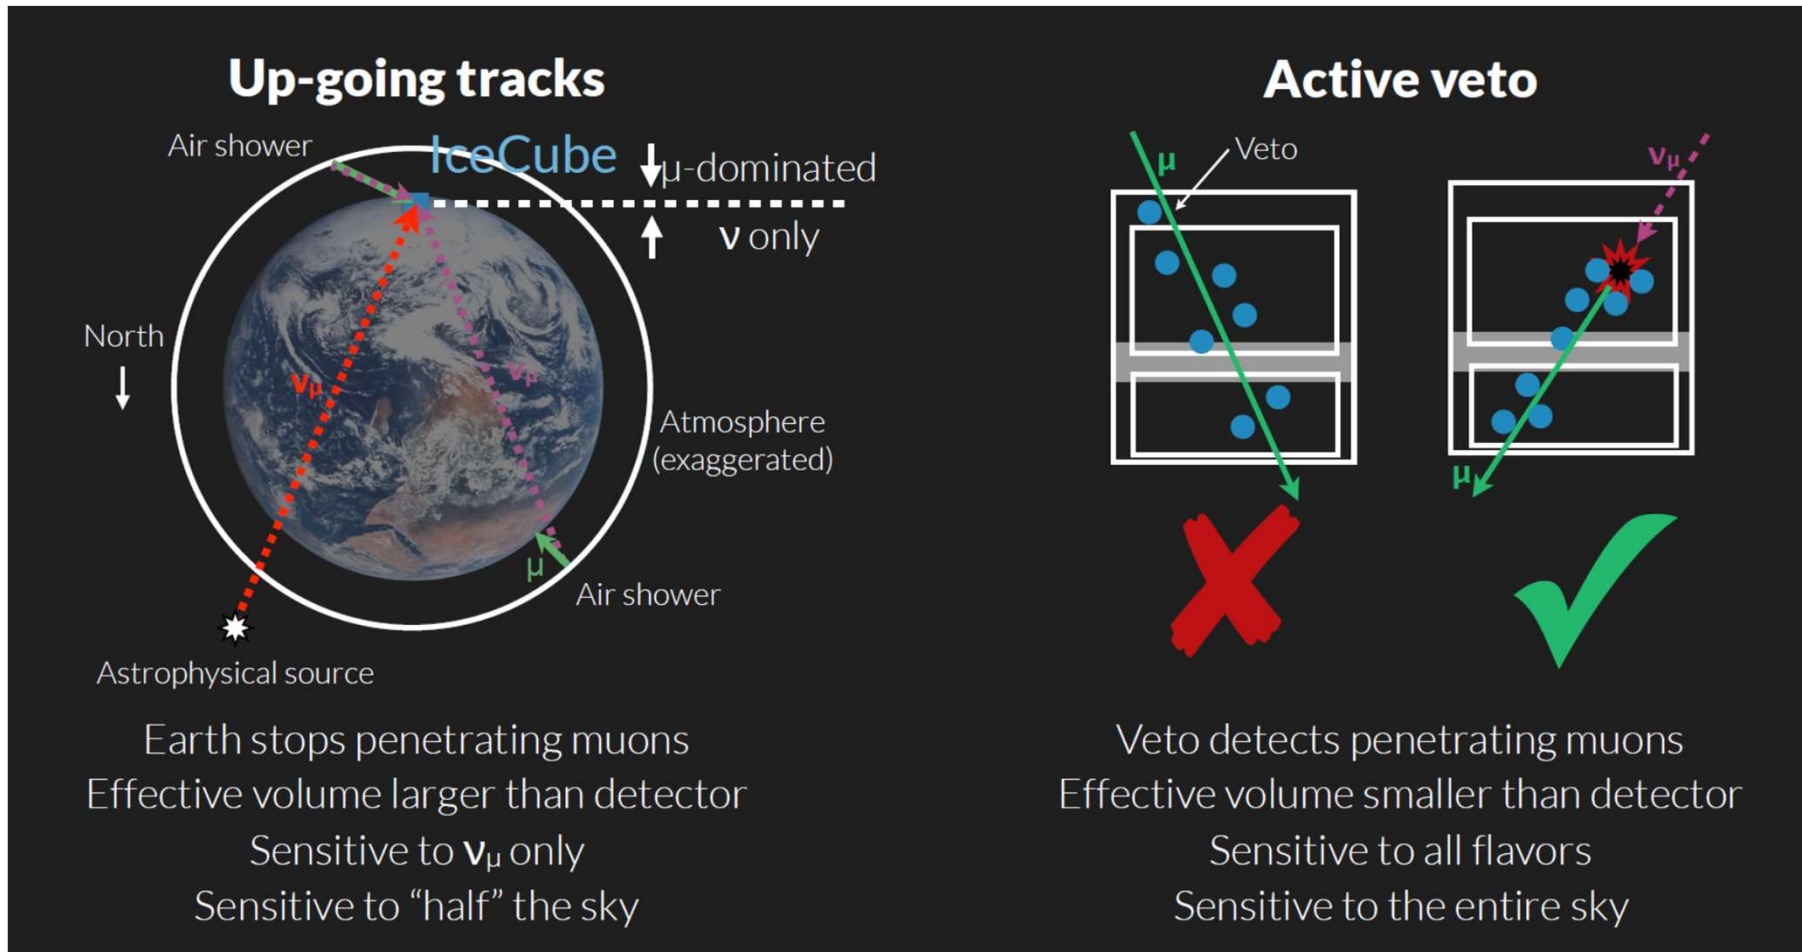 Up-going tracks
Air shower
IceCube
μ-dominated
ν only
North
νμ
νμ
Atmosphere
(exaggerated)
μ
Air shower
Astrophysical source
Earth stops penetrating muons
Effective volume larger than detector
Sensitive to νμ only
Sensitive to “half” the sky
Active veto
μ
Veto
νμ
μ
Veto detects penetrating muons
Effective volume smaller than detector
Sensitive to all flavors
Sensitive to the entire sky